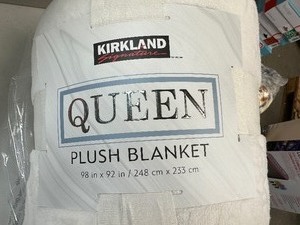 KIRKLAND
Signature
QUEEN
PLUSH BLANKET
98 in x 92 in / 248 cm x 233 cm